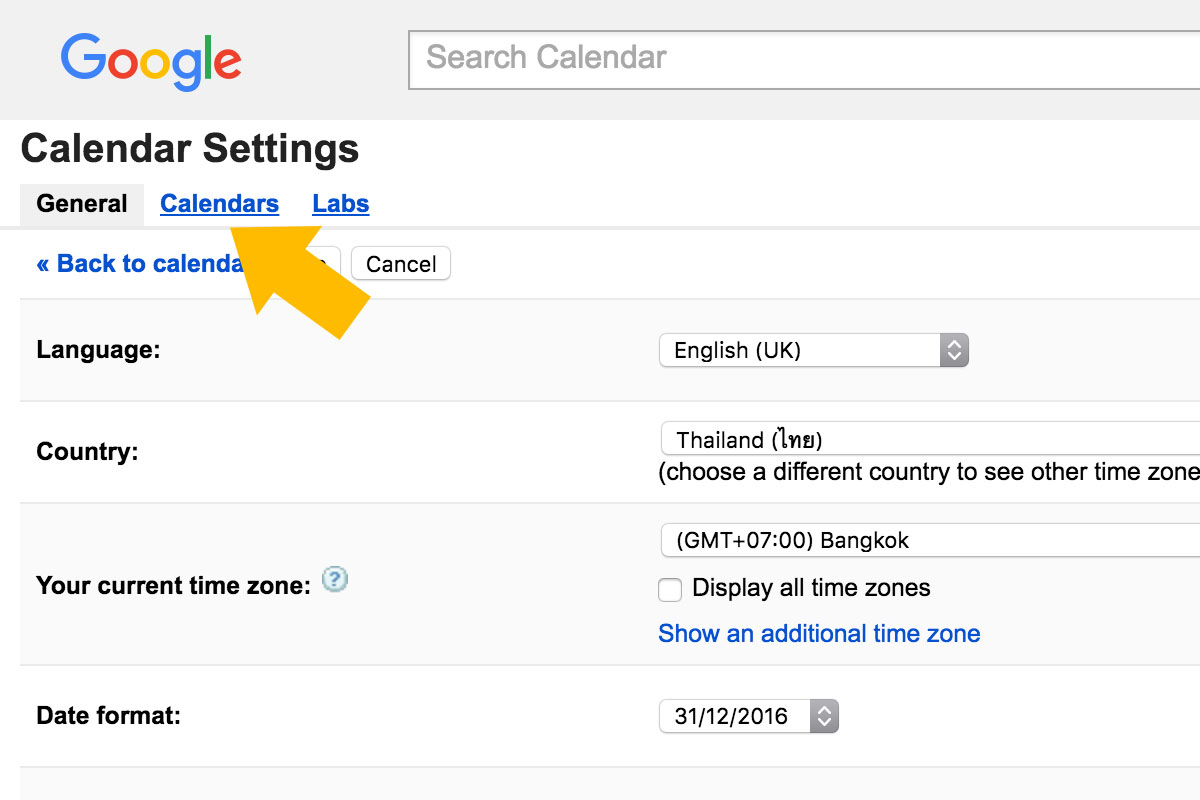 Google
Search Calendar
Calendar Settings
General Calendars Labs
« Back to calenda Cancel
Language: English (UK)
Country: Thailand (ไทย)
(choose a different country to see other time zone
Your current time zone: ? (GMT+07:00) Bangkok
Display all time zones
Show an additional time zone
Date format: 31/12/2016